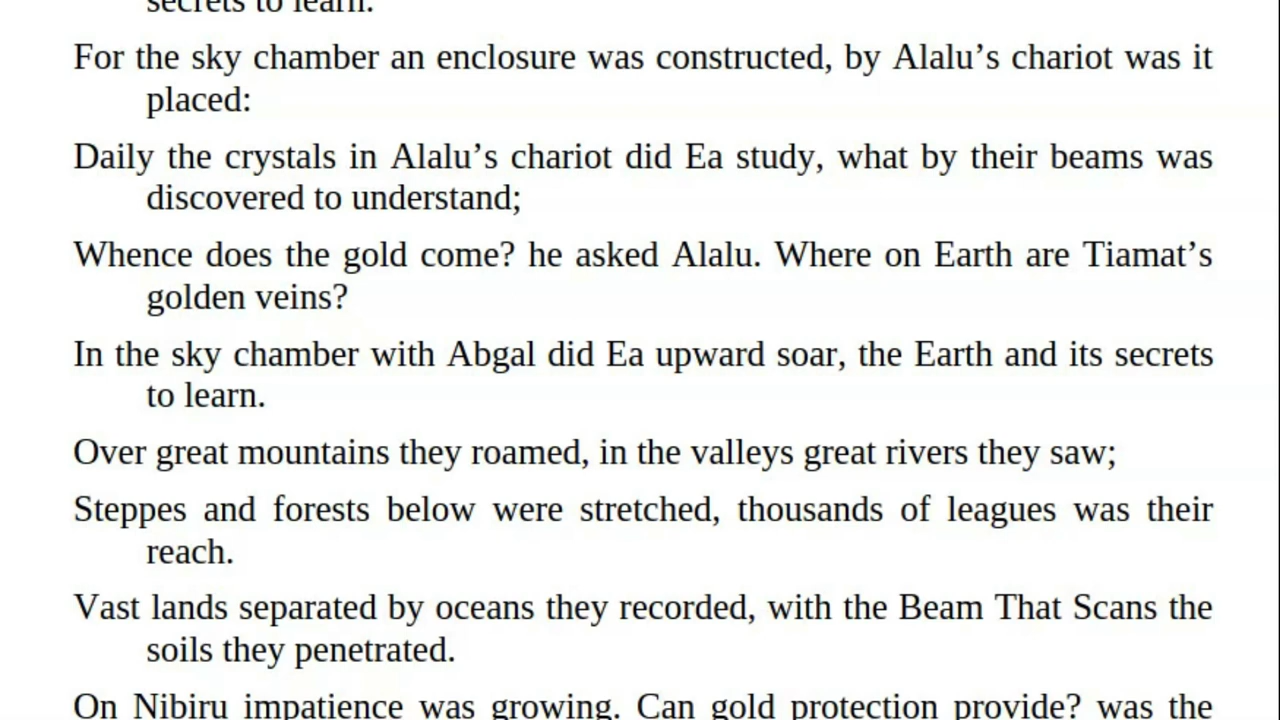 secrets to learn.
For the sky chamber an enclosure was constructed, by Alalu’s chariot was it
placed:
Daily the crystals in Alalu’s chariot did Ea study, what by their beams was
discovered to understand;
Whence does the gold come? he asked Alalu. Where on Earth are Tiamat’s
golden veins?
In the sky chamber with Abgal did Ea upward soar, the Earth and its secrets
to learn.
Over great mountains they roamed, in the valleys great rivers they saw;
Steppes and forests below were stretched, thousands of leagues was their
reach.
Vast lands separated by oceans they recorded, with the Beam That Scans the
soils they penetrated.
On Nibiru impatience was growing. Can gold protection provide? was the